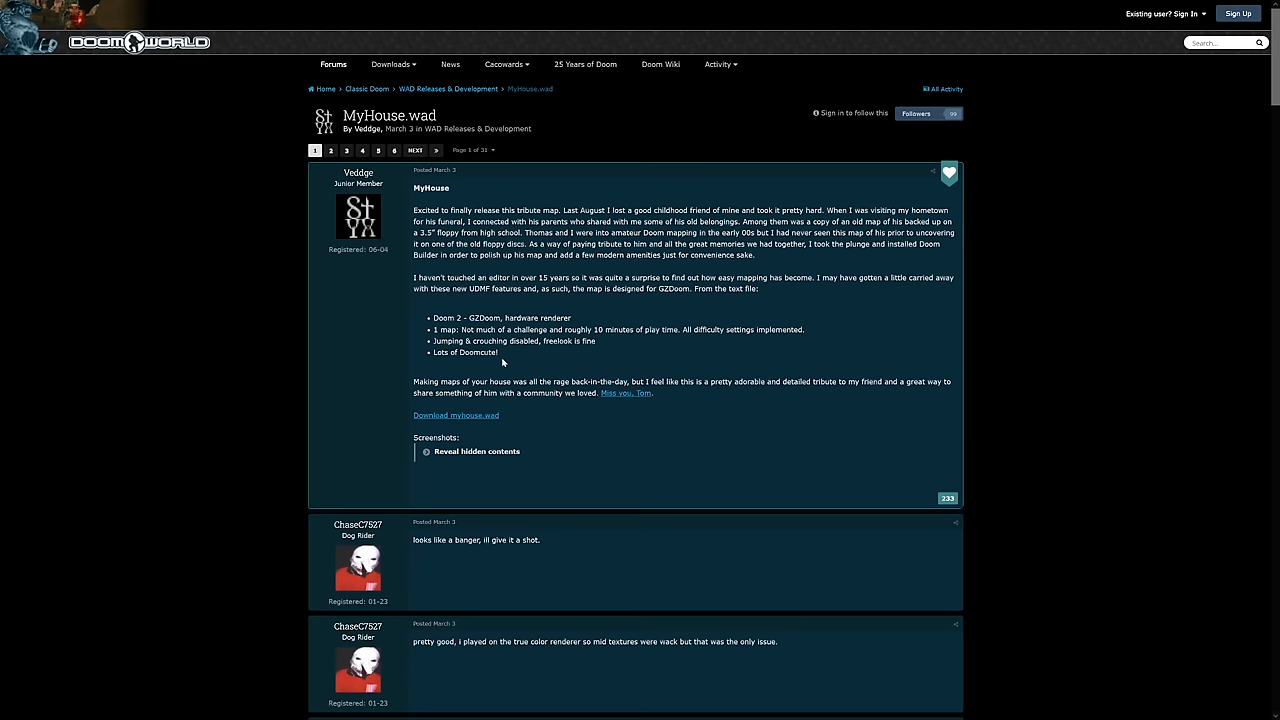 Existing user? Sign In
Sign Up
DOOMWORLD
Search...
Forums
Downloads
News
Cacowards
25 Years of Doom
Doom Wiki
Activity
Home > Classic Doom > WAD Releases & Development > MyHouse.wad
All Activity
MyHouse.wad
By Veddge, March 3 in WAD Releases & Development
Sign in to follow this
Followers 99
1 2 3 4 5 6 NEXT » Page 1 of 31
Veddge
Junior Member
Registered: 06-04
Posted March 3
MyHouse
Excited to finally release this tribute map. Last August I lost a good childhood friend of mine and took it pretty hard. When I was visiting my hometown
for his funeral, I connected with his parents who shared with me some of his old belongings. Among them was a copy of an old map of his backed up on
a 3.5" floppy from high school. Thomas and I were into amateur Doom mapping in the early 00s but I had never seen this map of his prior to uncovering
it on one of the old floppy discs. As a way of paying tribute to him and all the great memories we had together, I took the plunge and installed Doom
Builder in order to polish up his map and add a few modern amenities just for convenience sake.
I haven't touched an editor in over 15 years so it was quite a surprise to find out how easy mapping has become. I may have gotten a little carried away
with these new UDMF features and, as such, the map is designed for GZDoom. From the text file:
• Doom 2 - GZDoom, hardware renderer
• 1 map: Not much of a challenge and roughly 10 minutes of play time. All difficulty settings implemented.
• Jumping & crouching disabled, freelook is fine
• Lots of Doomcute!
Making maps of your house was all the rage back-in-the-day, but I feel like this is a pretty adorable and detailed tribute to my friend and a great way to
share something of him with a community we loved. Miss you, Tom.
Download myhouse.wad
Screenshots:
Reveal hidden contents
233
ChaseC7527
Dog Rider
Registered: 01-23
Posted March 3
looks like a banger, ill give it a shot.
ChaseC7527
Dog Rider
Registered: 01-23
Posted March 3
pretty good, i played on the true color renderer so mid textures were wack but that was the only issue.